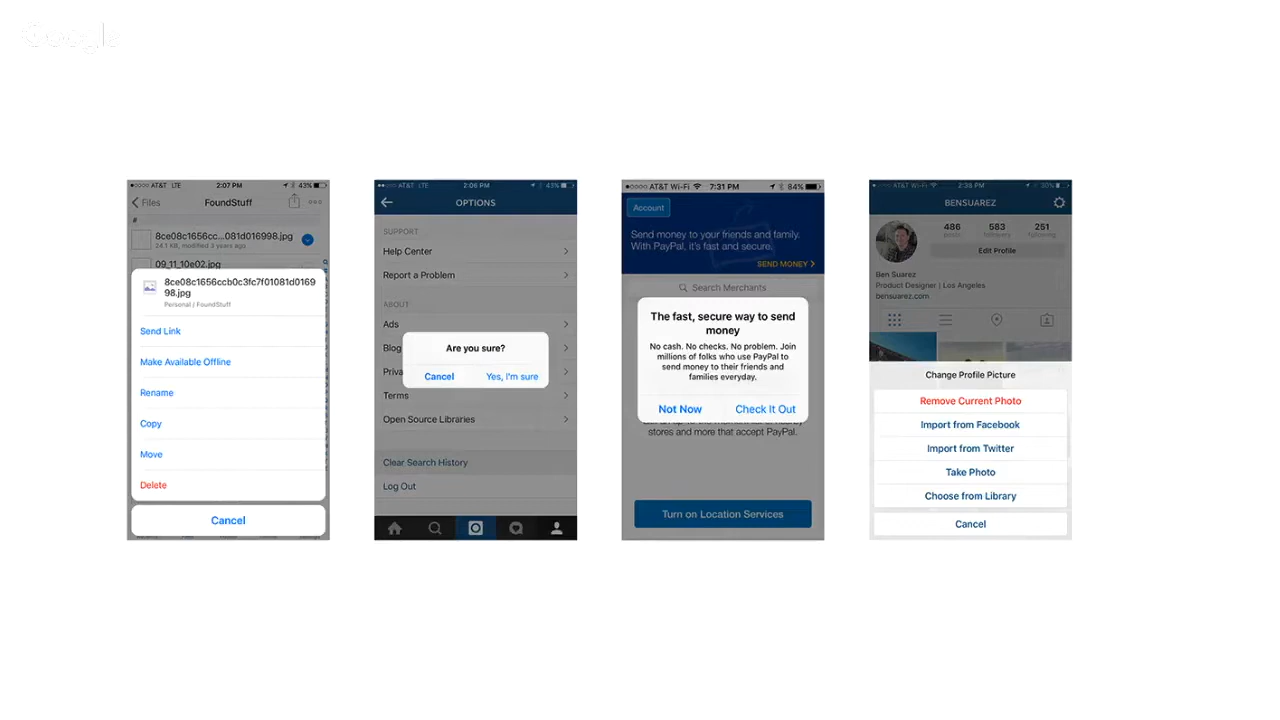 Google
AT&T LTE 2:07 PM 43%
Files FoundStuff
#
8ce08c1656cc...081d016998.jpg
24.1 KB, modified 3 years ago
09_11_10e02.jpg
8ce08c1656ccb0c3fc7f01081d0169
98.jpg
Personal / FoundStuff
Send Link
Make Available Offline
Rename
Copy
Move
Delete
Cancel
AT&T LTE 2:06 PM 43%
OPTIONS
SUPPORT
Help Center
Report a Problem
ABOUT
Ads
Blog
Priva
Terms
Open Source Libraries
Are you sure?
Cancel Yes, I'm sure
Clear Search History
Log Out
AT&T Wi-Fi 7:31 PM 84%
Account
Send money to your friends and family.
With PayPal, it's fast and secure.
SEND MONEY
Search Merchants
The fast, secure way to send
money
No cash. No checks. No problem. Join
millions of folks who use PayPal to
send money to their friends and
families everyday.
Not Now Check It Out
stores and more that accept PayPal.
Turn on Location Services
AT&T Wi-Fi 2:38 PM 30%
BENSUAREZ
486 583 251
posts followers following
Edit Profile
Ben Suarez
Product Designer | Los Angeles
bensuarez.com
Change Profile Picture
Remove Current Photo
Import from Facebook
Import from Twitter
Take Photo
Choose from Library
Cancel